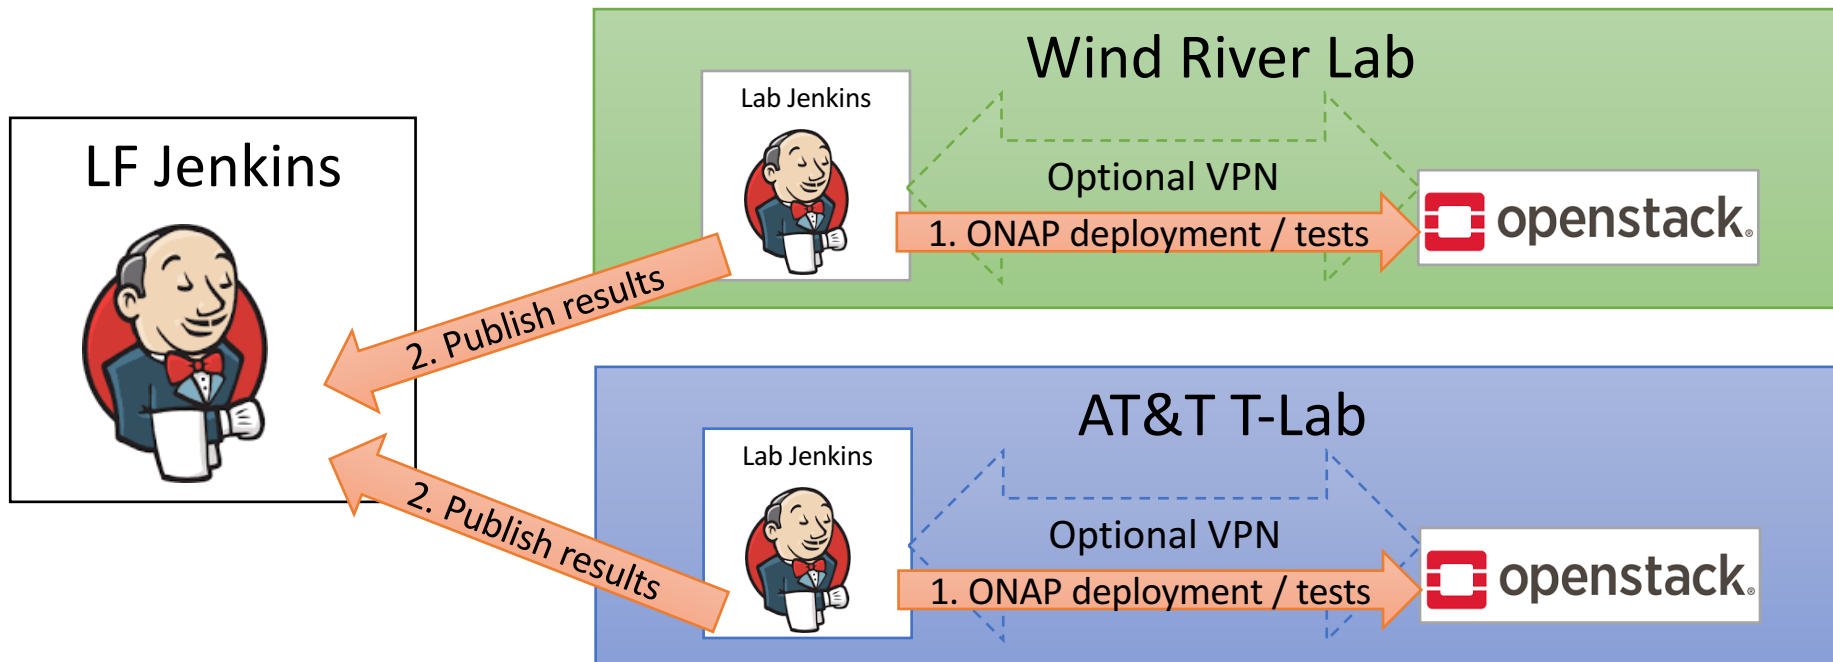 LF Jenkins
Wind River Lab
Lab Jenkins
Optional VPN
1. ONAP deployment / tests
openstack®
2. Publish results
AT&T T-Lab
Lab Jenkins
Optional VPN
1. ONAP deployment / tests
openstack®
2. Publish results